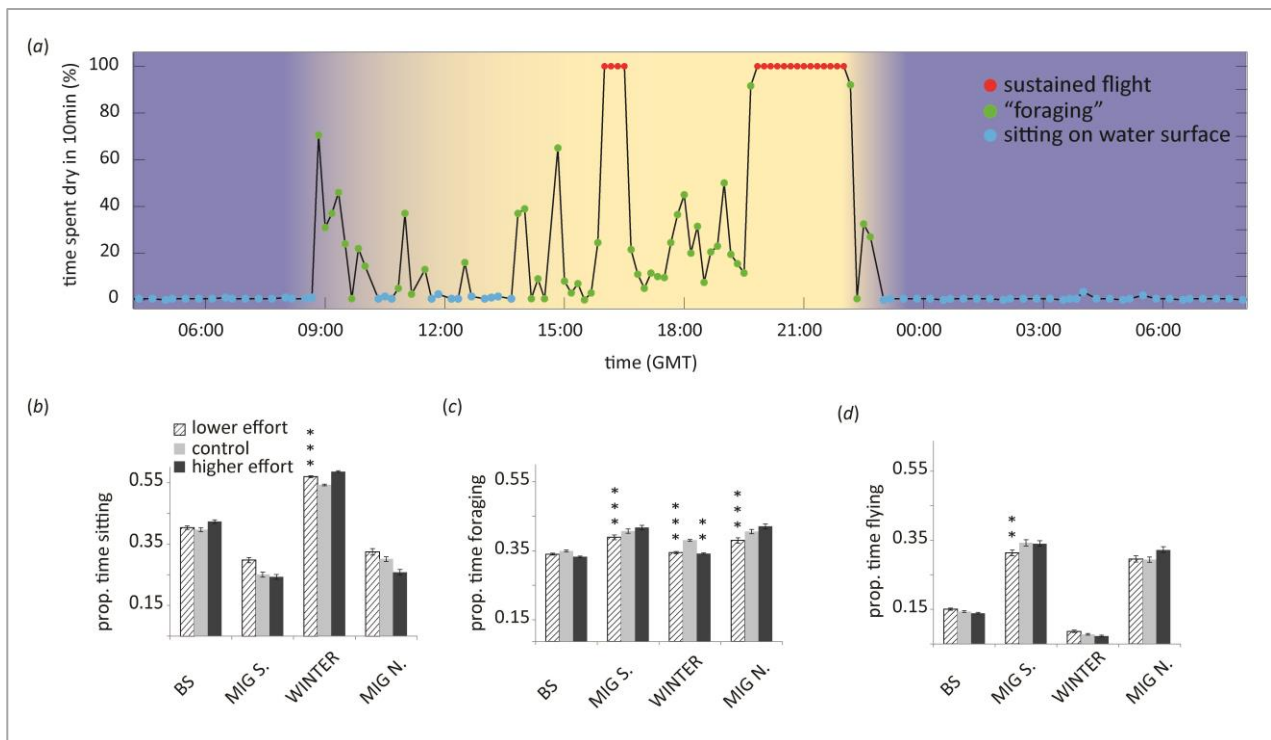 (a)
time spent dry in 10min (%)
100
80
60
40
20
0
sustained flight
“foraging”
sitting on water surface
06:00 09:00 12:00 15:00 18:00 21:00 00:00 03:00 06:00
time (GMT)
(b)
lower effort
control
higher effort
prop. time sitting
0.55
0.35
0.15
* * *
BS MIG S. WINTER MIG N.
(c)
prop. time foraging
0.55
0.35
0.15
* * *
* * *
* *
* * *
BS MIG S. WINTER MIG N.
(d)
prop. time flying
0.55
0.35
0.15
* *
BS MIG S. WINTER MIG N.